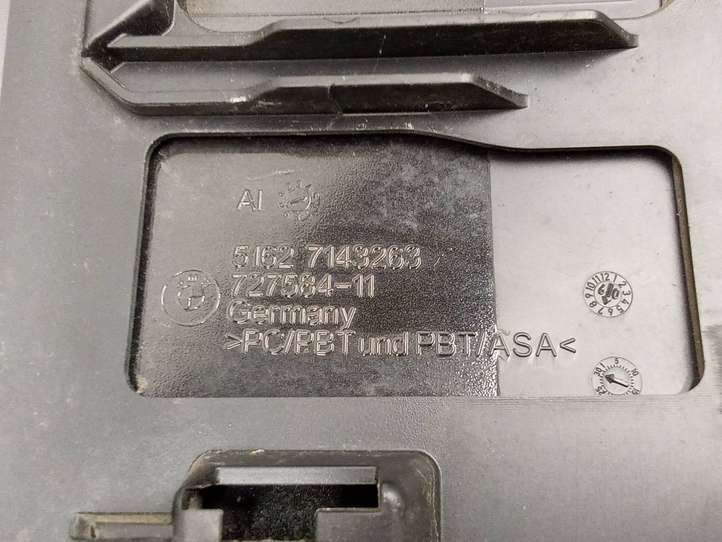 AI
5162 7143263
727584-11
Germany
>PC/PBT und PBT/ASA<